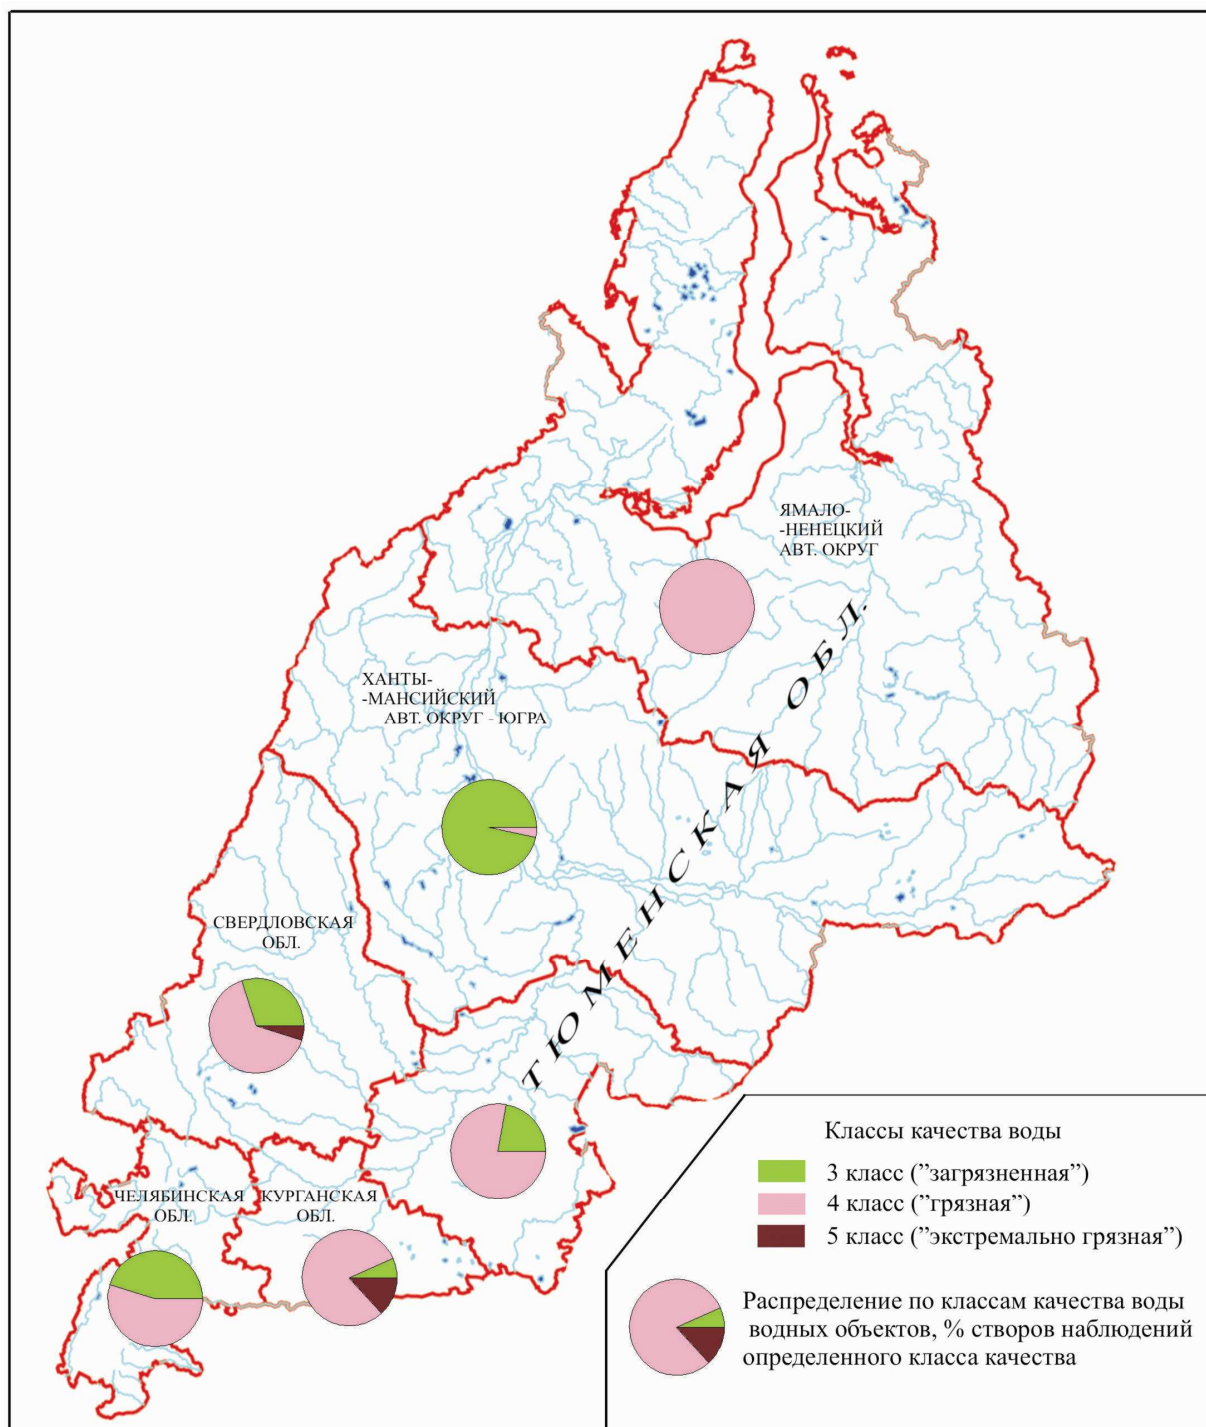 ЯМАЛО-
-НЕНЕЦКИЙ
АВТ. ОКРУГ
ХАНТЫ-
-МАНСИЙСКИЙ
АВТ. ОКРУГ - ЮГРА
ТЮМЕНСКАЯ ОБЛ.
СВЕРДЛОВСКАЯ
ОБЛ.
ЧЕЛЯБИНСКАЯ
ОБЛ.
КУРГАНСКАЯ
ОБЛ.
Классы качества воды
3 класс ("загрязненная")
4 класс ("грязная")
5 класс ("экстремально грязная")
Распределение по классам качества воды
водных объектов, % створов наблюдений
определенного класса качества